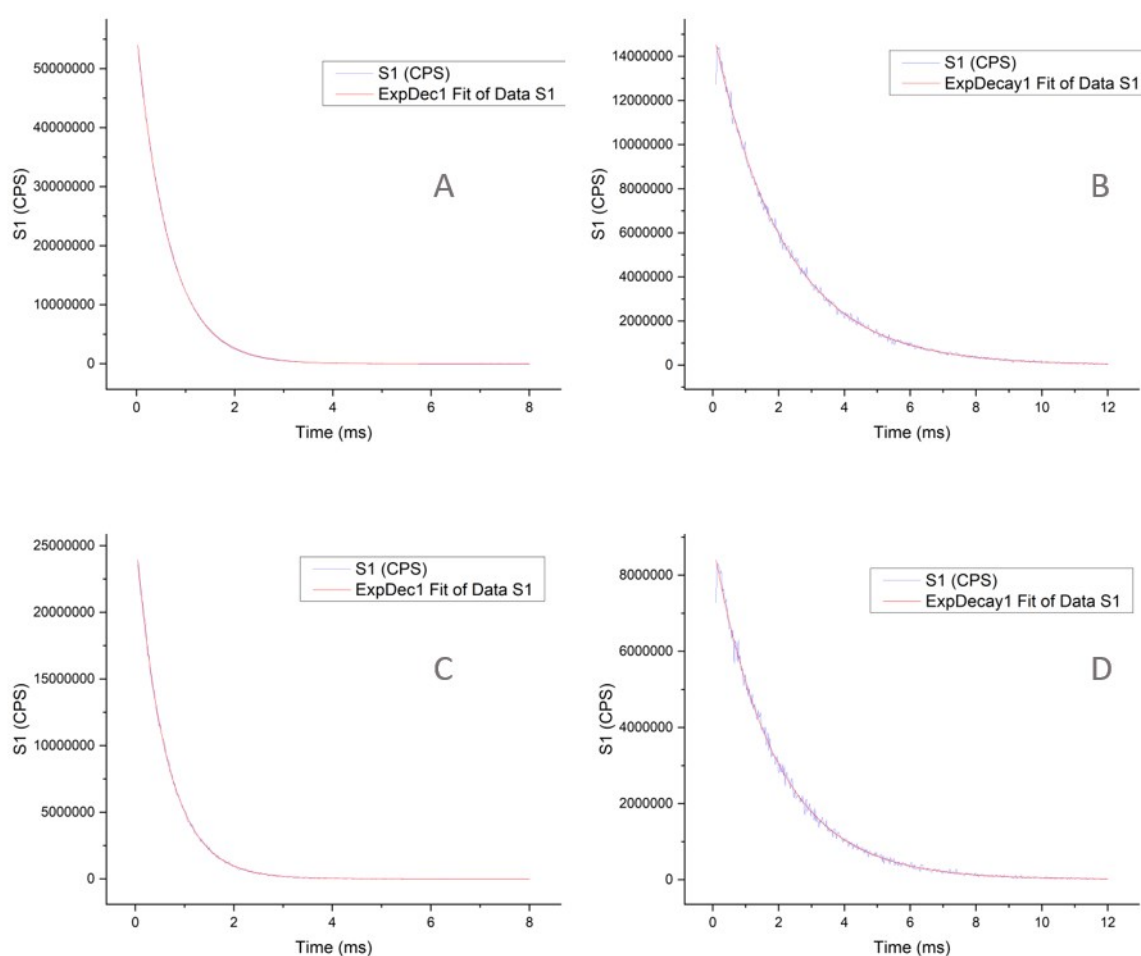 S1 (CPS)
ExpDec1 Fit of Data S1
A
S1 (CPS)
50000000
40000000
30000000
20000000
10000000
0
0 2 4 6 8
Time (ms)
S1 (CPS)
ExpDecay1 Fit of Data S1
B
S1 (CPS)
14000000
12000000
10000000
8000000
6000000
4000000
2000000
0
0 2 4 6 8 10 12
Time (ms)
S1 (CPS)
ExpDec1 Fit of Data S1
C
S1 (CPS)
25000000
20000000
15000000
10000000
5000000
0
0 2 4 6 8
Time (ms)
S1 (CPS)
ExpDecay1 Fit of Data S1
D
S1 (CPS)
8000000
6000000
4000000
2000000
0
0 2 4 6 8 10 12
Time (ms)